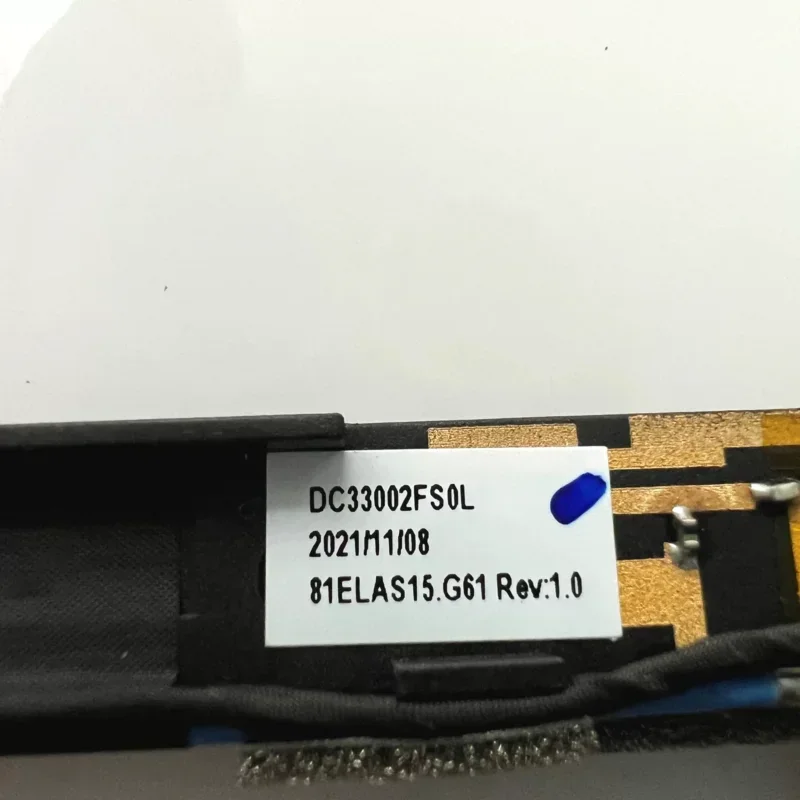 DC33002FS0L
2021/11/08
81ELAS15.G61 Rev:1.0